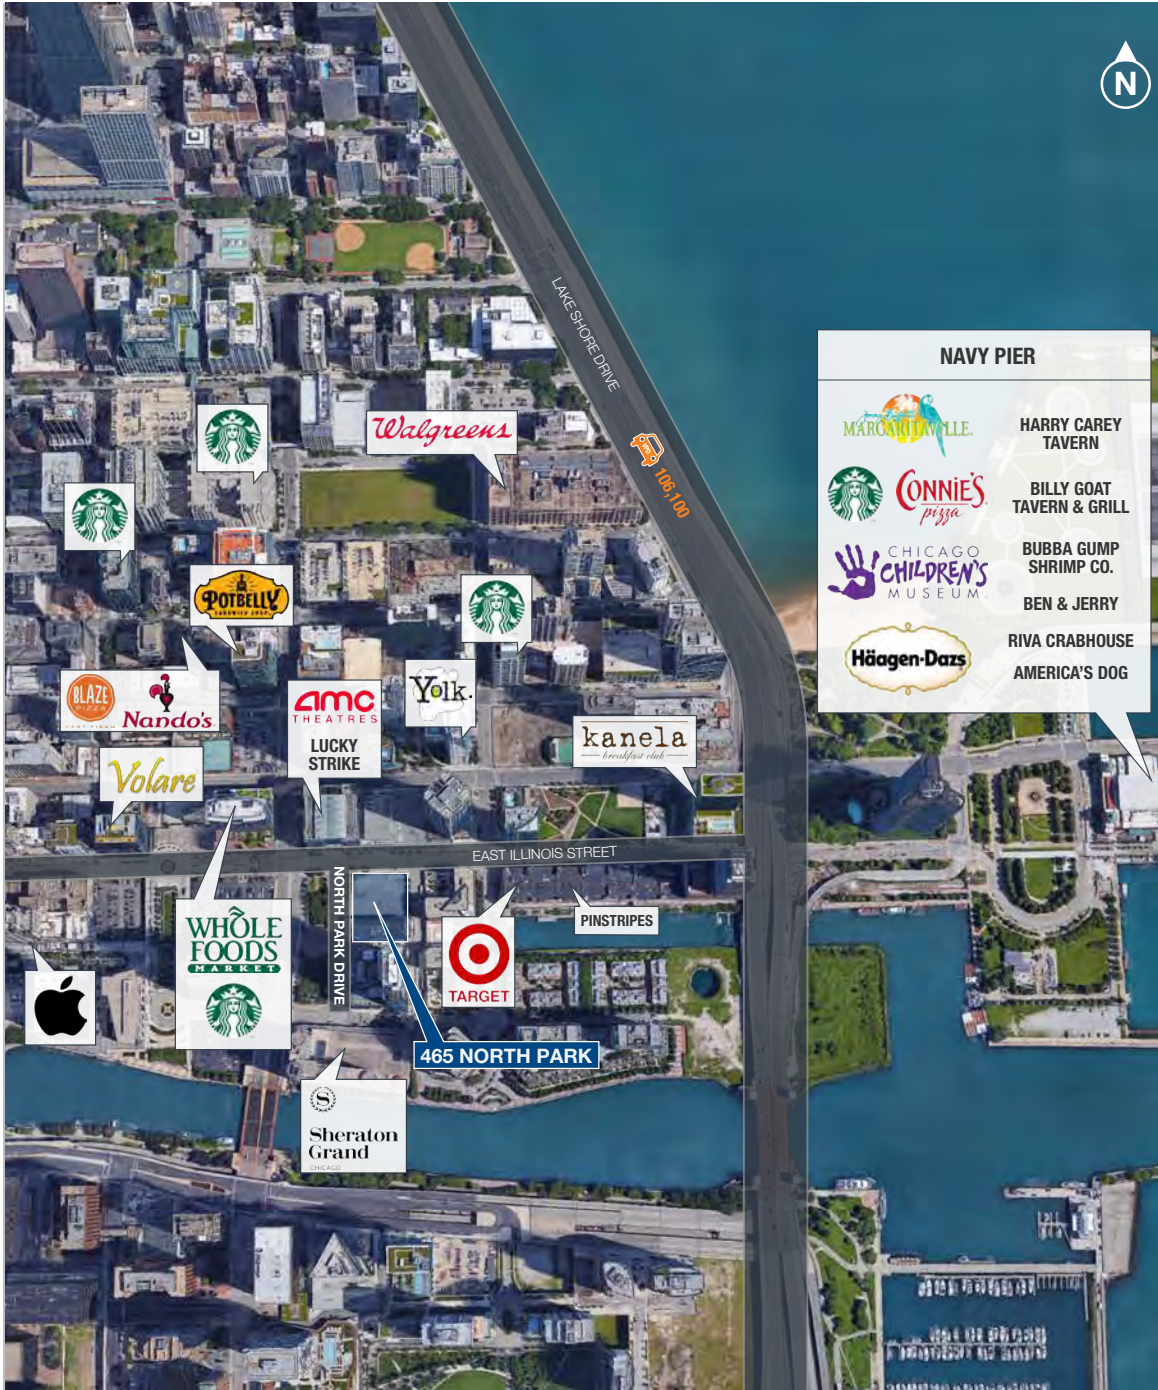 N
LAKE SHORE DRIVE
NAVY PIER
MARGARITAVILLE
HARRY CAREY
TAVERN
CONNIE'S
pizza
BILLY GOAT
TAVERN & GRILL
CHICAGO
CHILDREN'S
MUSEUM
BUBBA GUMP
SHRIMP CO.
BEN & JERRY
Häagen-Dazs
RIVA CRABHOUSE
AMERICA'S DOG
Walgreens
106,100
POTBELLY
SANDWICH SHOP
BLAZE
PIZZA
Nando's
AMC
THEATRES
LUCKY
STRIKE
Yolk.
kanela
breakfast club
Volare
EAST ILLINOIS STREET
NORTH PARK DRIVE
WHOLE
FOODS
MARKET
TARGET
PINSTRIPES
465 NORTH PARK
S
Sheraton
Grand
CHICAGO